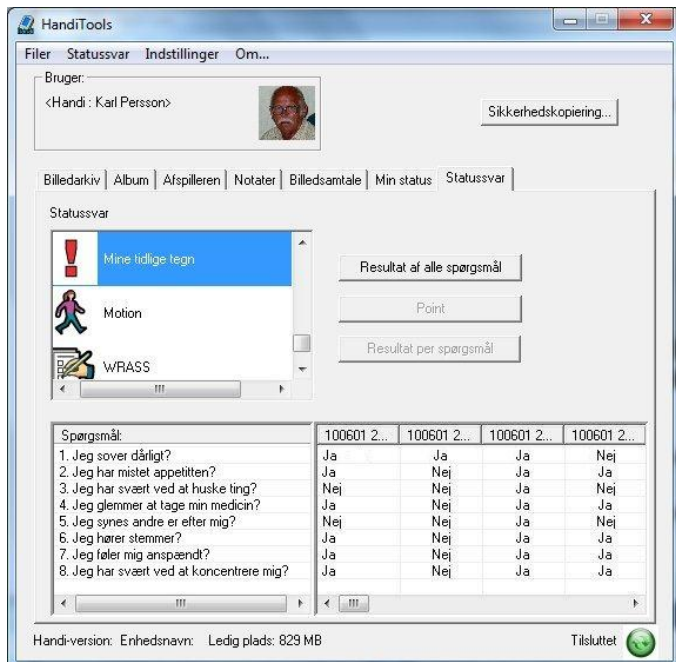 HandiTools
Filer Statussvar Indstillinger Om...
Bruger:
<Handi : Karl Persson>
Sikkerhedskopiering...
Billedarkiv Album Afspilleren Notater Billedsamtale Min status Statussvar
Statussvar
Mine tidlige tegn
Motion
WRASS
Resultat af alle spørgsmål
Point
Resultat per spørgsmål
Spørgsmål: 100601 2... 100601 2... 100601 2... 100601 2...
1. Jeg sover dårligt? Ja Ja Ja Nej
2. Jeg har mistet appetitten? Ja Nej Ja Ja
3. Jeg har svært ved at huske ting? Nej Nej Ja Nej
4. Jeg glemmer at tage min medicin? Ja Nej Ja Ja
5. Jeg synes andre er efter mig? Nej Nej Ja Nej
6. Jeg hører stemmer? Ja Nej Ja Ja
7. Jeg føler mig anspændt? Ja Nej Ja Ja
8. Jeg har svært ved at koncentrere mig? Ja Nej Ja Ja
Handi-version: Enhedsnavn: Ledig plads: 829 MB Tilsluttet